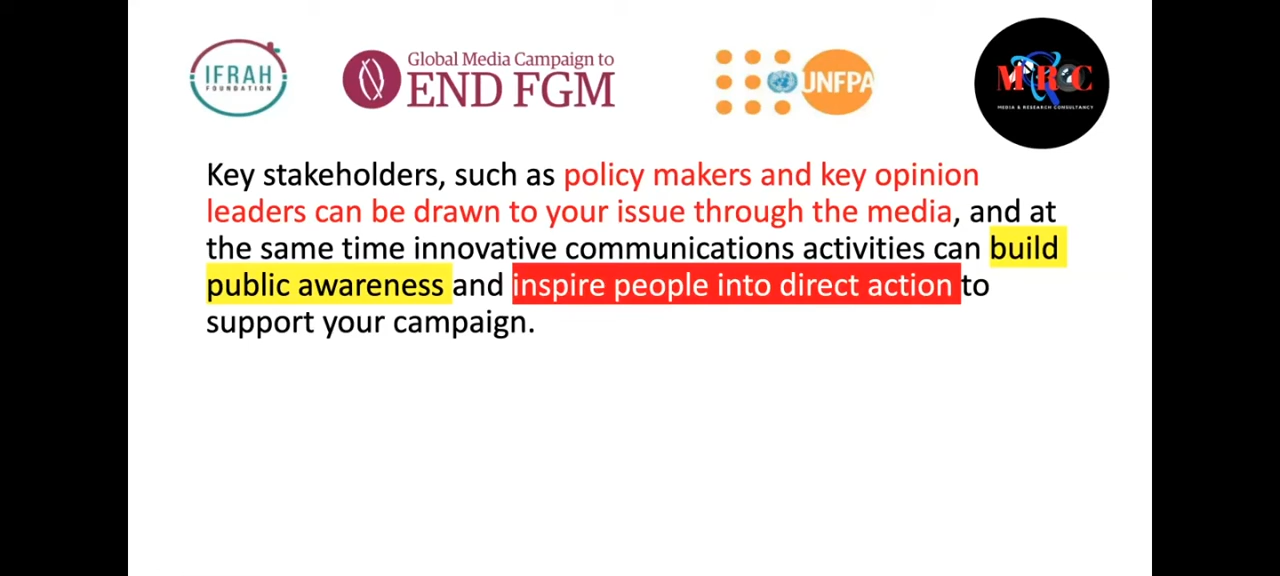 IFRAH
FOUNDATION
Global Media Campaign to
END FGM
UNFPA
MRC
MEDIA & RESEARCH CONSULTANCY
Key stakeholders, such as policy makers and key opinion
leaders can be drawn to your issue through the media, and at
the same time innovative communications activities can build
public awareness and inspire people into direct action to
support your campaign.